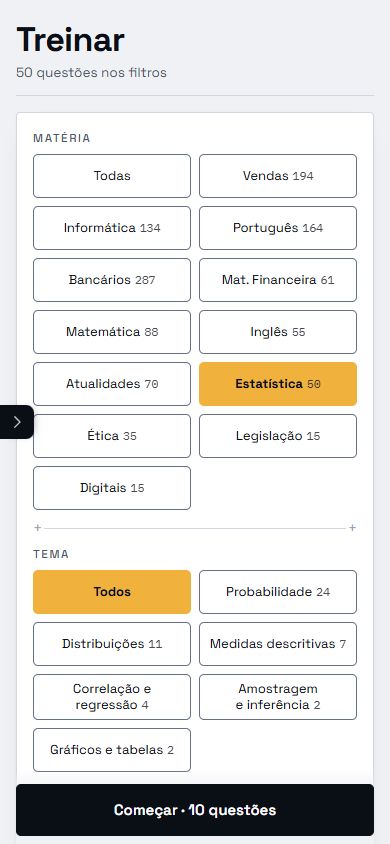 Treinar
50 questões nos filtros
MATÉRIA
Todas
Vendas 194
Informática 134
Português 164
Bancários 287
Mat. Financeira 61
Matemática 88
Inglês 55
Atualidades 70
Estatística 50
Ética 35
Legislação 15
Digitais 15
TEMA
Todos
Probabilidade 24
Distribuições 11
Medidas descritivas 7
Correlação e
regressão 4
Amostragem
e inferência 2
Gráficos e tabelas 2
Começar · 10 questões